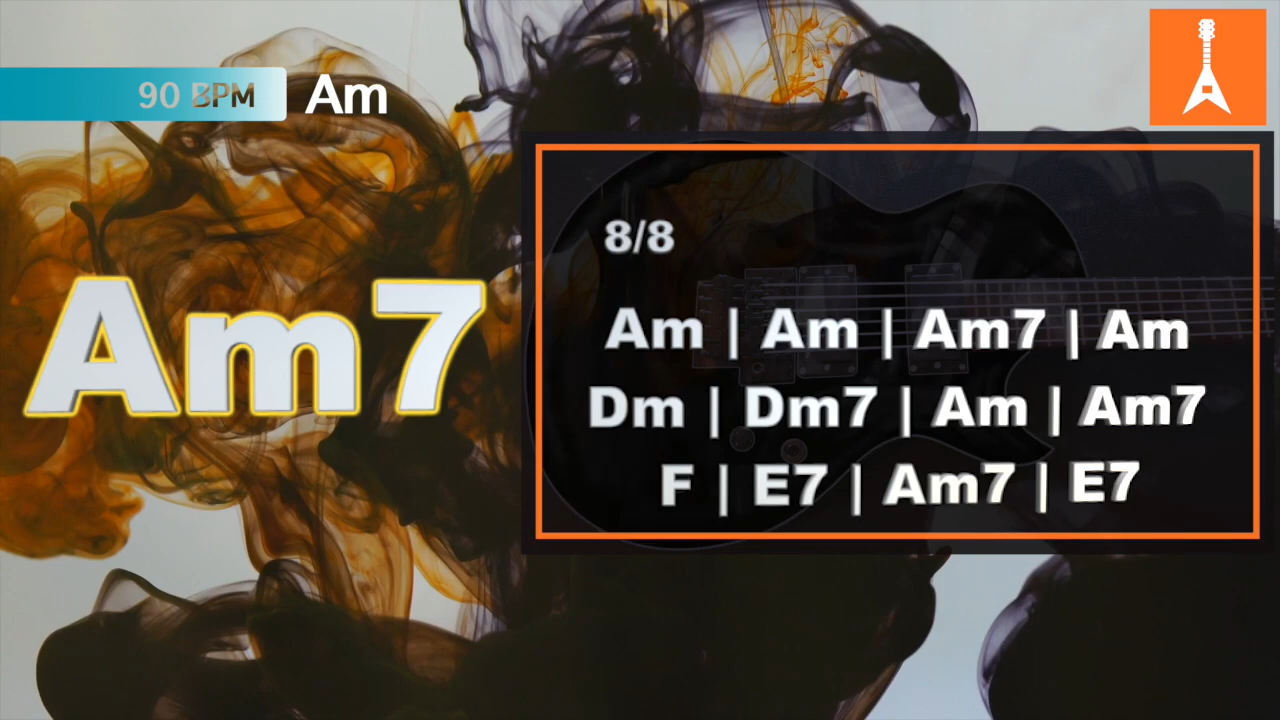 90 BPM Am
Am7
8/8
Am | Am | Am7 | Am
Dm | Dm7 | Am | Am7
F | E7 | Am7 | E7